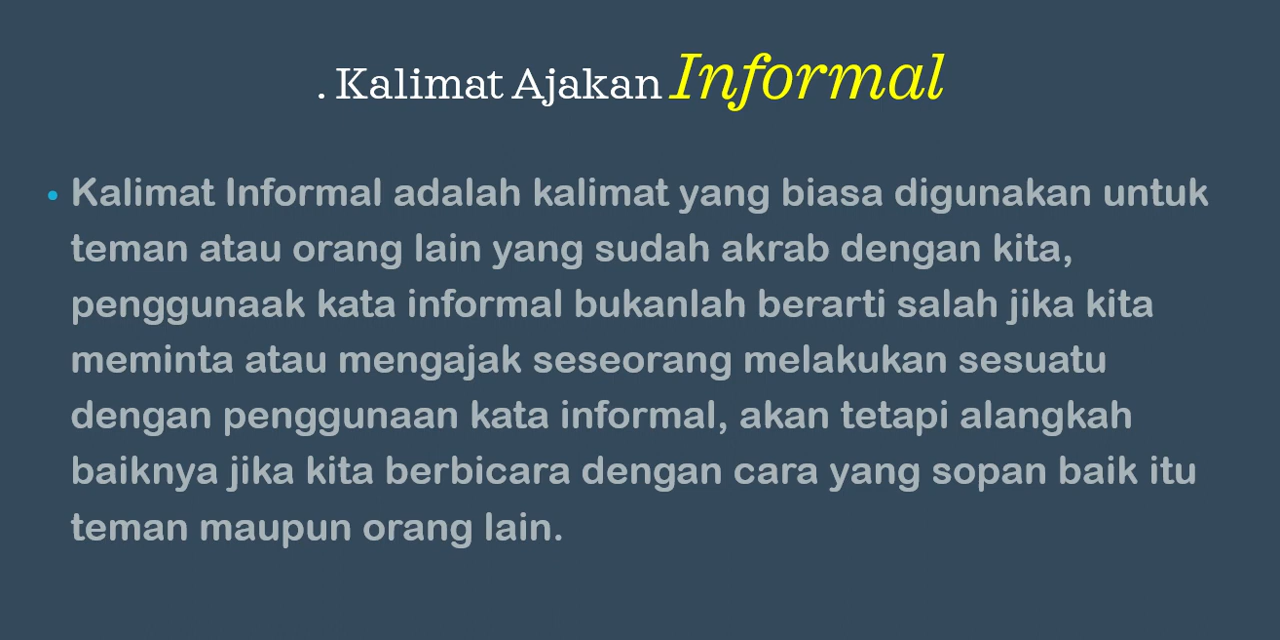 . Kalimat Ajakan Informal
• Kalimat Informal adalah kalimat yang biasa digunakan untuk
teman atau orang lain yang sudah akrab dengan kita,
penggunaak kata informal bukanlah berarti salah jika kita
meminta atau mengajak seseorang melakukan sesuatu
dengan penggunaan kata informal, akan tetapi alangkah
baiknya jika kita berbicara dengan cara yang sopan baik itu
teman maupun orang lain.